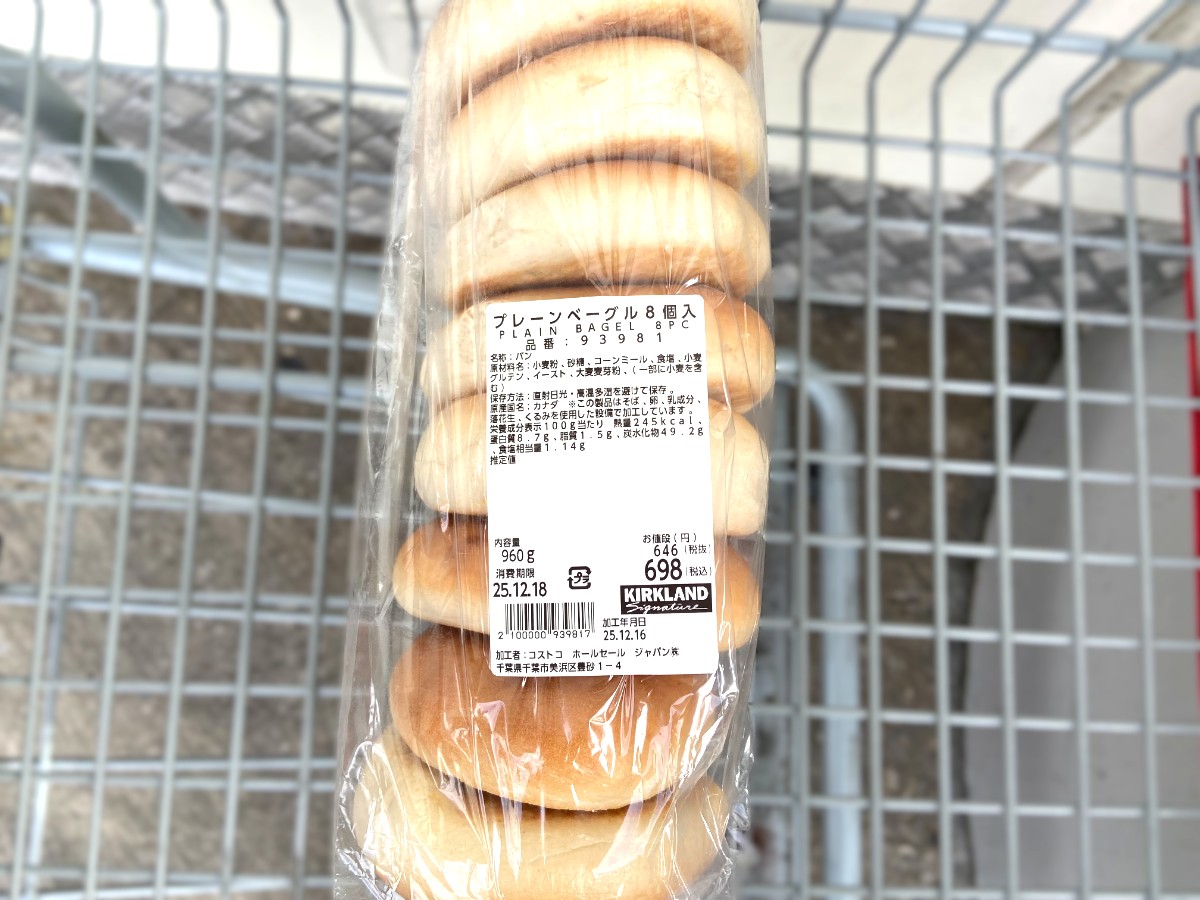 プレーンベーグル8個入
PLAIN BAGEL 8PC
品番:93981
名称:パン
原材料名:小麦粉、砂糖、コーンミール、食塩、小麦
グルテン、イースト、大麦麦芽粉、(一部に小麦を含
む)
保存方法:直射日光・高温多湿を避けて保存。
原産国名:カナダ ※この製品はそば、卵、乳成分、
落花生、くるみを使用した設備で加工しています。
栄養成分表示100g当たり 熱量245kcal、
蛋白質8.7g、脂質1.5g、炭水化物49.2g
、食塩相当量1.14g
推定値
内容量
960g
お値段(円)
646(税抜)
698(税込)
消費期限
25.12.18
プラ
KIRKLAND
Signature
2 100000 939817
加工年月日
25.12.16
加工者:コストコ ホールセール ジャパン㈱
千葉県千葉市美浜区豊砂1-4